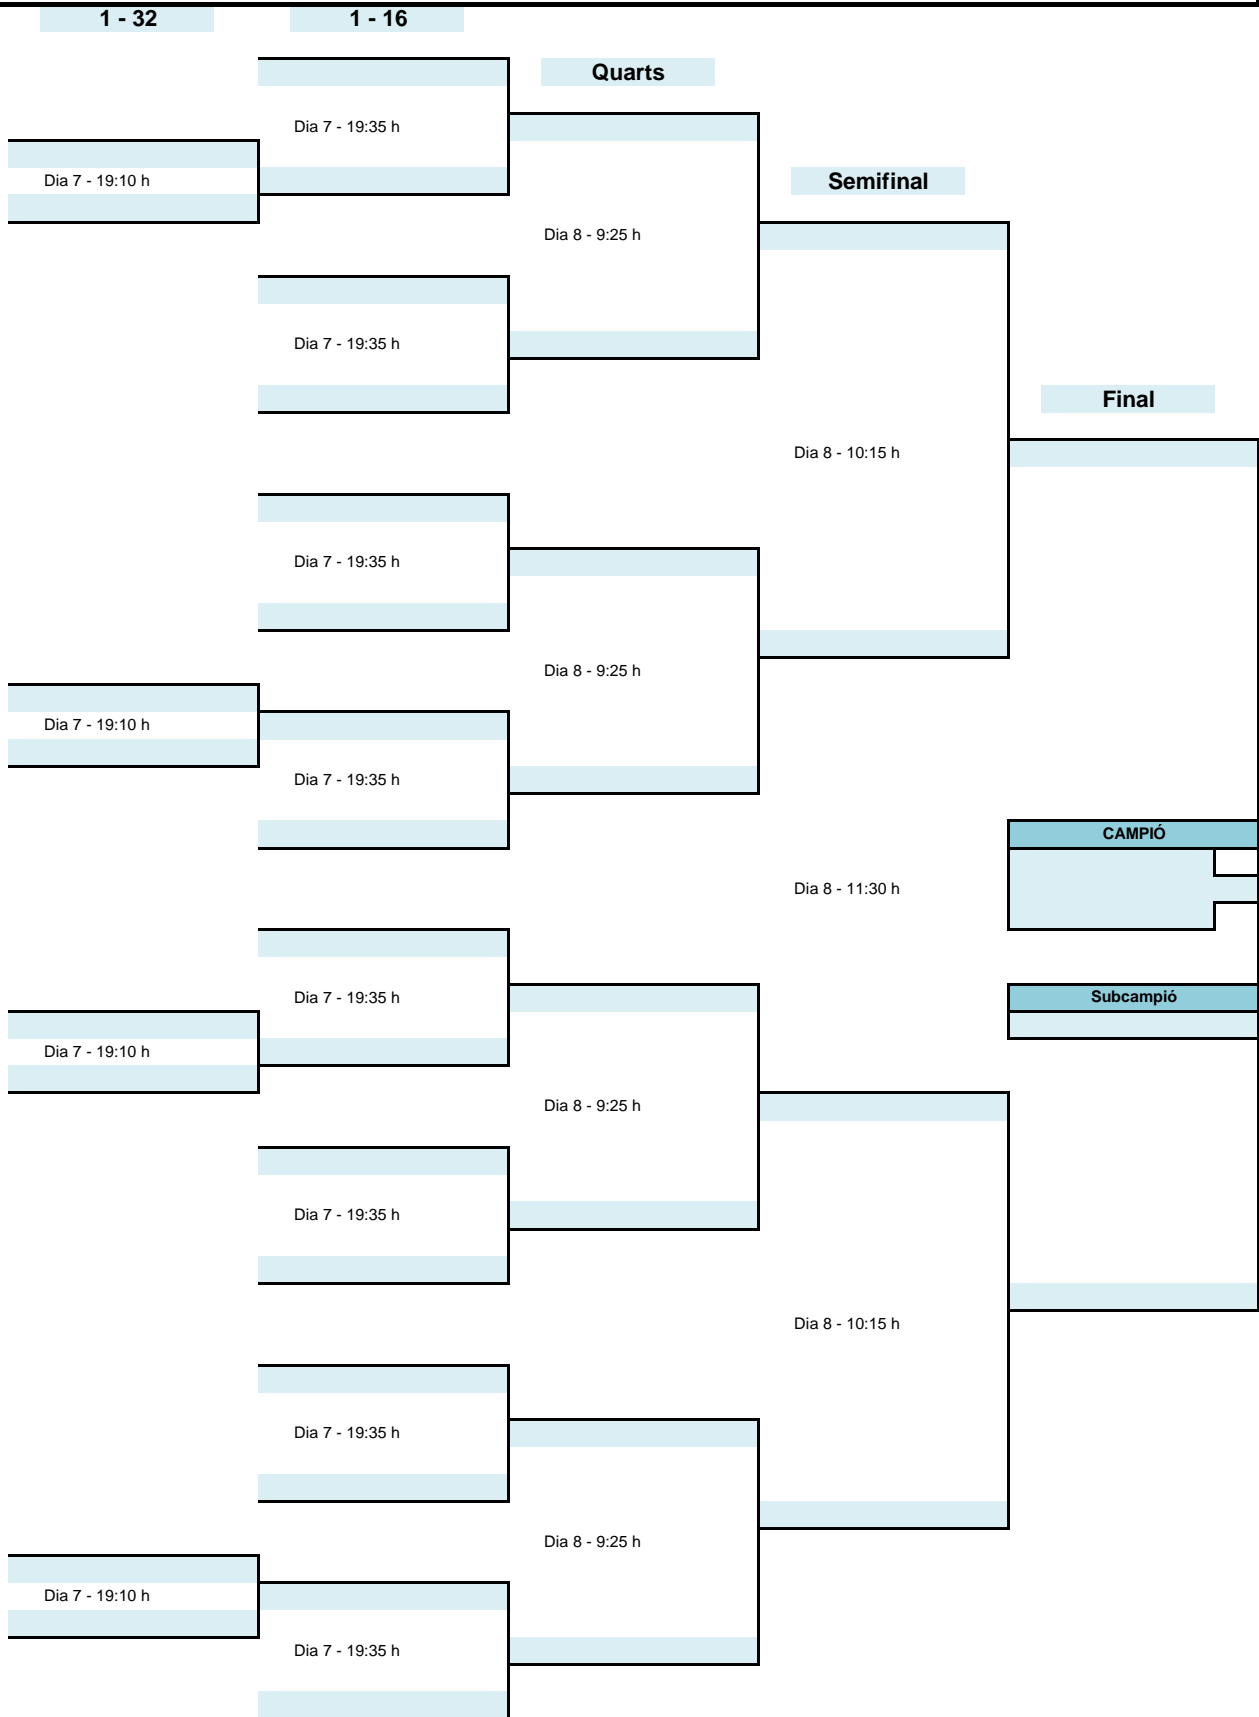 1 - 32
1 - 16
Quarts
Dia 7 - 19:35 h
Dia 7 - 19:10 h
Semifinal
Dia 8 - 9:25 h
Dia 7 - 19:35 h
Final
Dia 8 - 10:15 h
Dia 7 - 19:35 h
Dia 8 - 9:25 h
Dia 7 - 19:10 h
Dia 7 - 19:35 h
CAMPIÓ
Dia 8 - 11:30 h
Dia 7 - 19:35 h
Subcampió
Dia 7 - 19:10 h
Dia 8 - 9:25 h
Dia 7 - 19:35 h
Dia 8 - 10:15 h
Dia 7 - 19:35 h
Dia 8 - 9:25 h
Dia 7 - 19:10 h
Dia 7 - 19:35 h